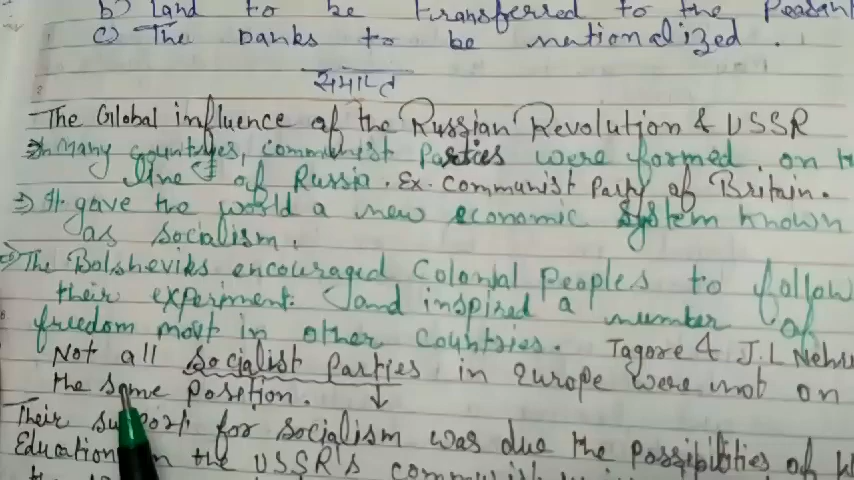 b) Land to be transferred to the Peasant
c) The banks to be nationalized.
समाप्त
The Global influence of the Russian Revolution & USSR
⇒ In many countries, communist Parties were formed on
line of Russia. Ex. Communist Party of Britain.
⇒ It gave the world a new economic system known
as socialism.
⇒ The Bolsheviks encouraged Colonial Peoples to follow
their experiment. and inspired a number of
freedom movt in other Countries. Tagore & J.L Nehru
Not all Socialist Parties in Europe were not on
the same position. ↓
Their support for socialism was due the Possibilities of
Eduation in the USSR's communist